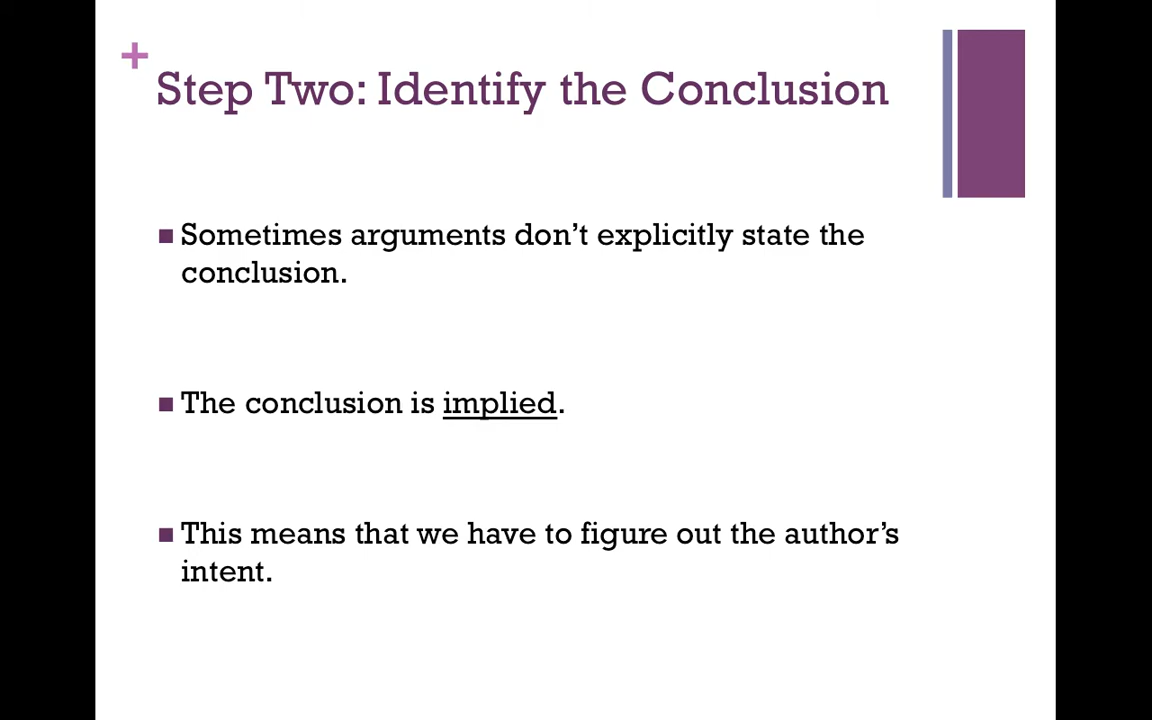 +
Step Two: Identify the Conclusion
■ Sometimes arguments don’t explicitly state the
conclusion.
■ The conclusion is implied.
■ This means that we have to figure out the author’s
intent.